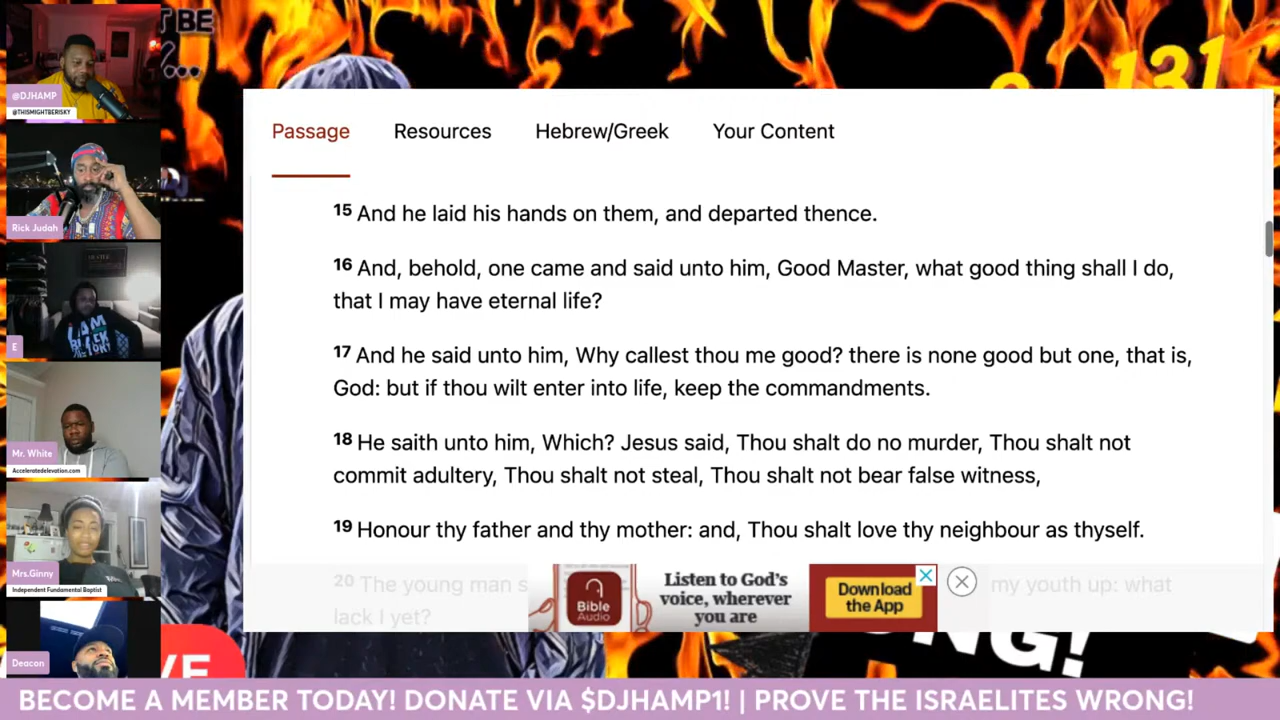 T BE
?...
131
@DJHAMP
@THISMIGHTBERISKY
Rick Judah
E
I AM
BLACK
Mr. White
Acceleratedelevation.com
Mrs.Ginny
Independent Fundamental Baptist
Deacon
Passage Resources Hebrew/Greek Your Content
15 And he laid his hands on them, and departed thence.
16 And, behold, one came and said unto him, Good Master, what good thing shall I do,
that I may have eternal life?
17 And he said unto him, Why callest thou me good? there is none good but one, that is,
God: but if thou wilt enter into life, keep the commandments.
18 He saith unto him, Which? Jesus said, Thou shalt do no murder, Thou shalt not
commit adultery, Thou shalt not steal, Thou shalt not bear false witness,
19 Honour thy father and thy mother: and, Thou shalt love thy neighbour as thyself.
20 The young man s my youth up: what
lack I yet?
Bible
Audio
Listen to God's
voice, wherever
you are
Download
the App
VE
NG!
BECOME A MEMBER TODAY! DONATE VIA $DJHAMP1! | PROVE THE ISRAELITES WRONG!